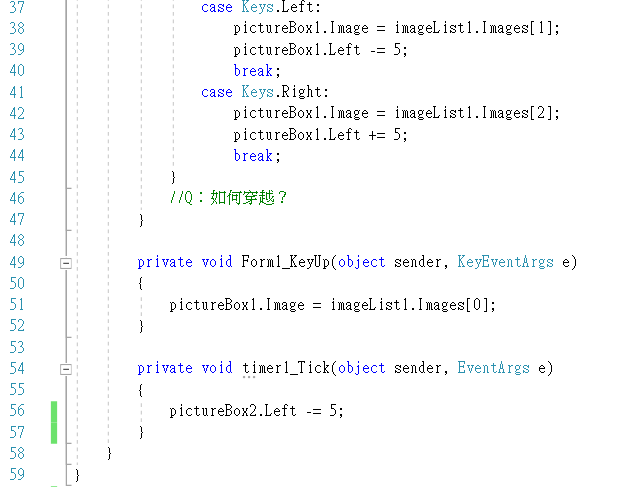 37 case Keys.Left:
38 pictureBox1.Image = imageList1.Images[1];
39 pictureBox1.Left -= 5;
40 break;
41 case Keys.Right:
42 pictureBox1.Image = imageList1.Images[2];
43 pictureBox1.Left += 5;
44 break;
45 }
46 //Q：如何穿越？
47 }
48
49 private void Form1_KeyUp(object sender, KeyEventArgs e)
50 {
51 pictureBox1.Image = imageList1.Images[0];
52 }
53
54 private void timer1_Tick(object sender, EventArgs e)
55 {
56 pictureBox2.Left -= 5;
57 }
58 }
59 }